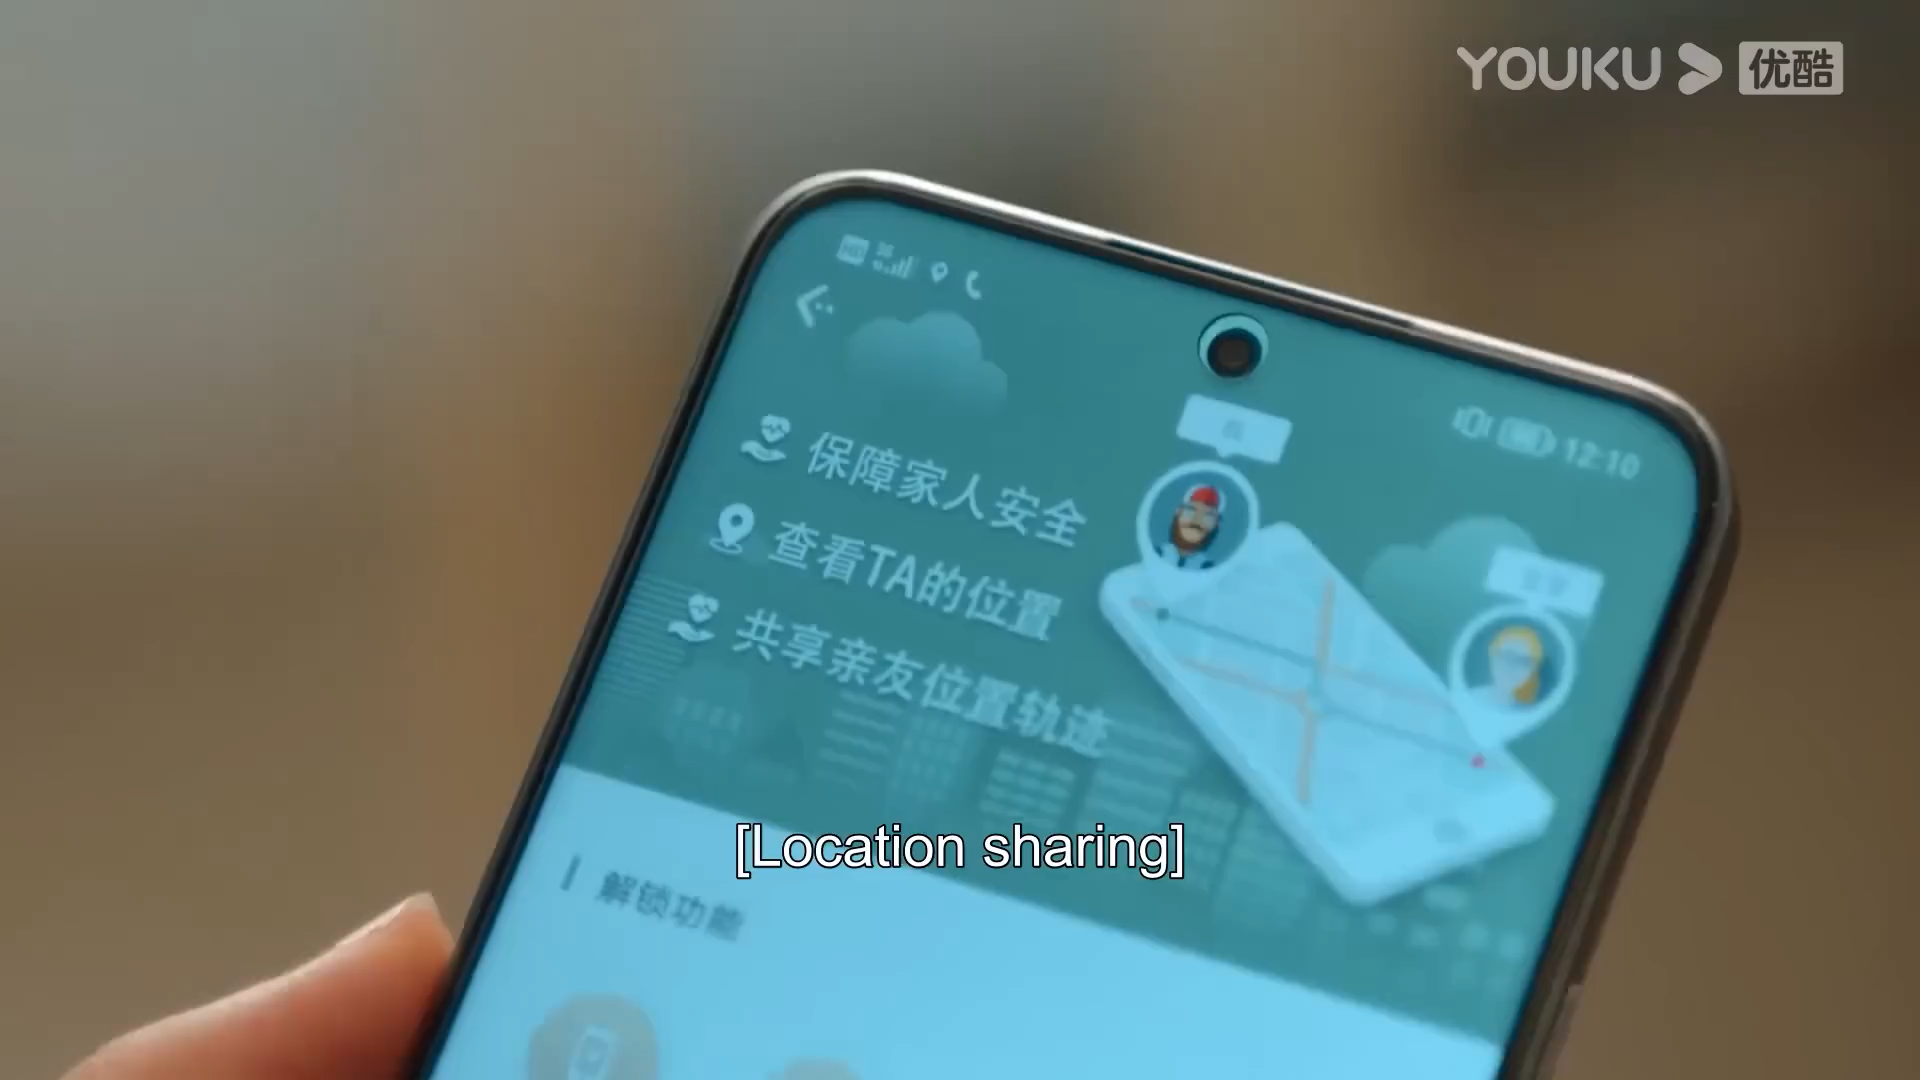 YOUKU 优酷
12:10
保障家人安全
查看TA的位置
共享亲友位置轨迹
[Location sharing]
解锁功能